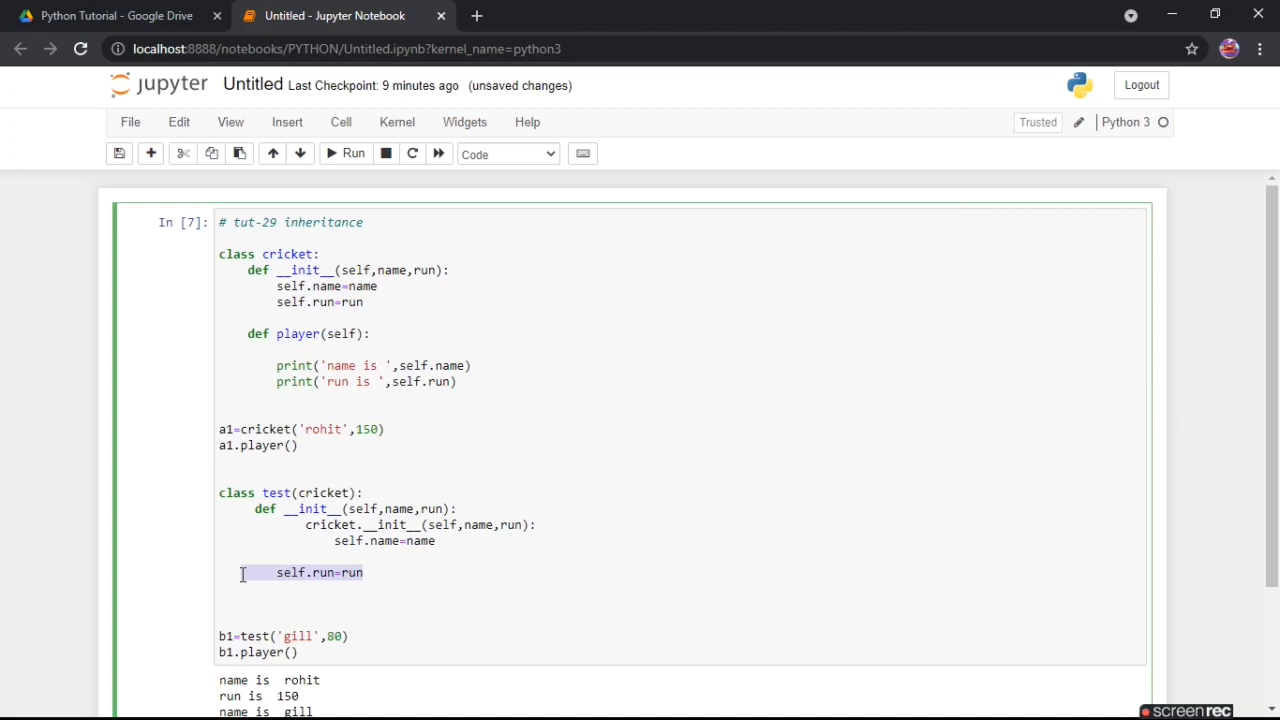 Python Tutorial - Google Drive
Untitled - Jupyter Notebook
localhost:8888/notebooks/PYTHON/Untitled.ipynb?kernel_name=python3
jupyter Untitled Last Checkpoint: 9 minutes ago (unsaved changes)
Logout
File Edit View Insert Cell Kernel Widgets Help
Trusted Python 3
Run Code
In [7]: # tut-29 inheritance
class cricket:
def __init__(self,name,run):
self.name=name
self.run=run
def player(self):
print('name is ',self.name)
print('run is ',self.run)
a1=cricket('rohit',150)
a1.player()
class test(cricket):
def __init__(self,name,run):
cricket.__init__(self,name,run):
self.name=name
self.run=run
b1=test('gill',80)
b1.player()
name is  rohit
run is  150
name is  gill
screenrec